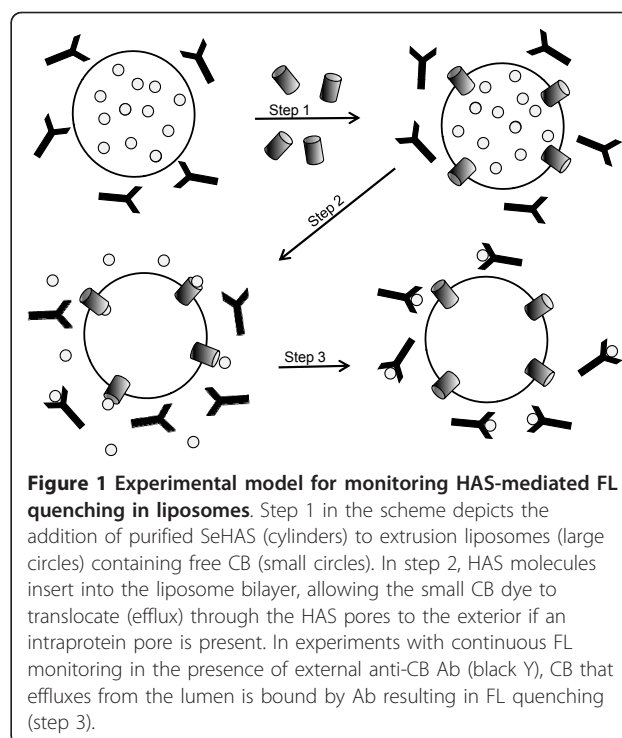 Step 1
Step 2
Step 3
Figure 1 Experimental model for monitoring HAS-mediated FL
quenching in liposomes. Step 1 in the scheme depicts the
addition of purified SeHAS (cylinders) to extrusion liposomes (large
circles) containing free CB (small circles). In step 2, HAS molecules
insert into the liposome bilayer, allowing the small CB dye to
translocate (efflux) through the HAS pores to the exterior if an
intraprotein pore is present. In experiments with continuous FL
monitoring in the presence of external anti-CB Ab (black Y), CB that
effluxes from the lumen is bound by Ab resulting in FL quenching
(step 3).